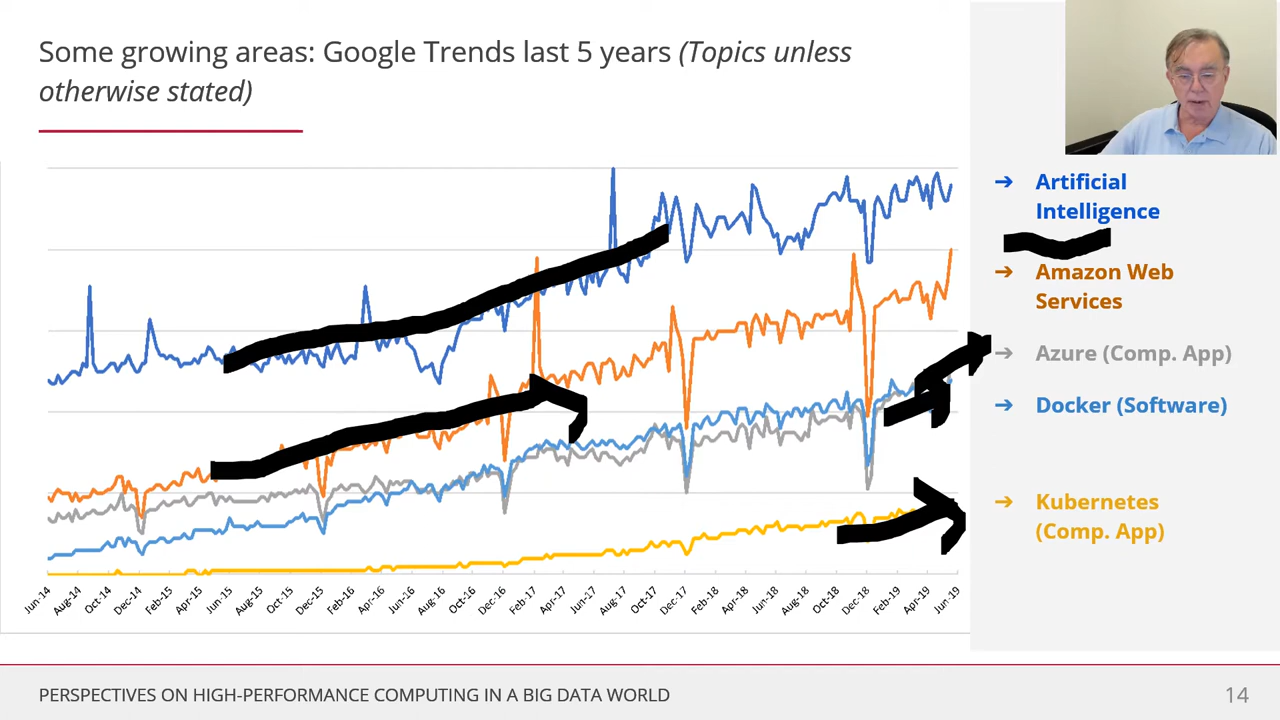 Some growing areas: Google Trends last 5 years (Topics unless
otherwise stated)
➔ Artificial
Intelligence
➔ Amazon Web
Services
➔ Azure (Comp. App)
➔ Docker (Software)
➔ Kubernetes
(Comp. App)
Jun-14 Aug-14 Oct-14 Dec-14 Feb-15 Apr-15 Jun-15 Aug-15 Oct-15 Dec-15 Feb-16 Apr-16 Jun-16 Aug-16 Oct-16 Dec-16 Feb-17 Apr-17 Jun-17 Aug-17 Oct-17 Dec-17 Feb-18 Apr-18 Jun-18 Aug-18 Oct-18 Dec-18 Feb-19 Apr-19 Jun-19
PERSPECTIVES ON HIGH-PERFORMANCE COMPUTING IN A BIG DATA WORLD
14